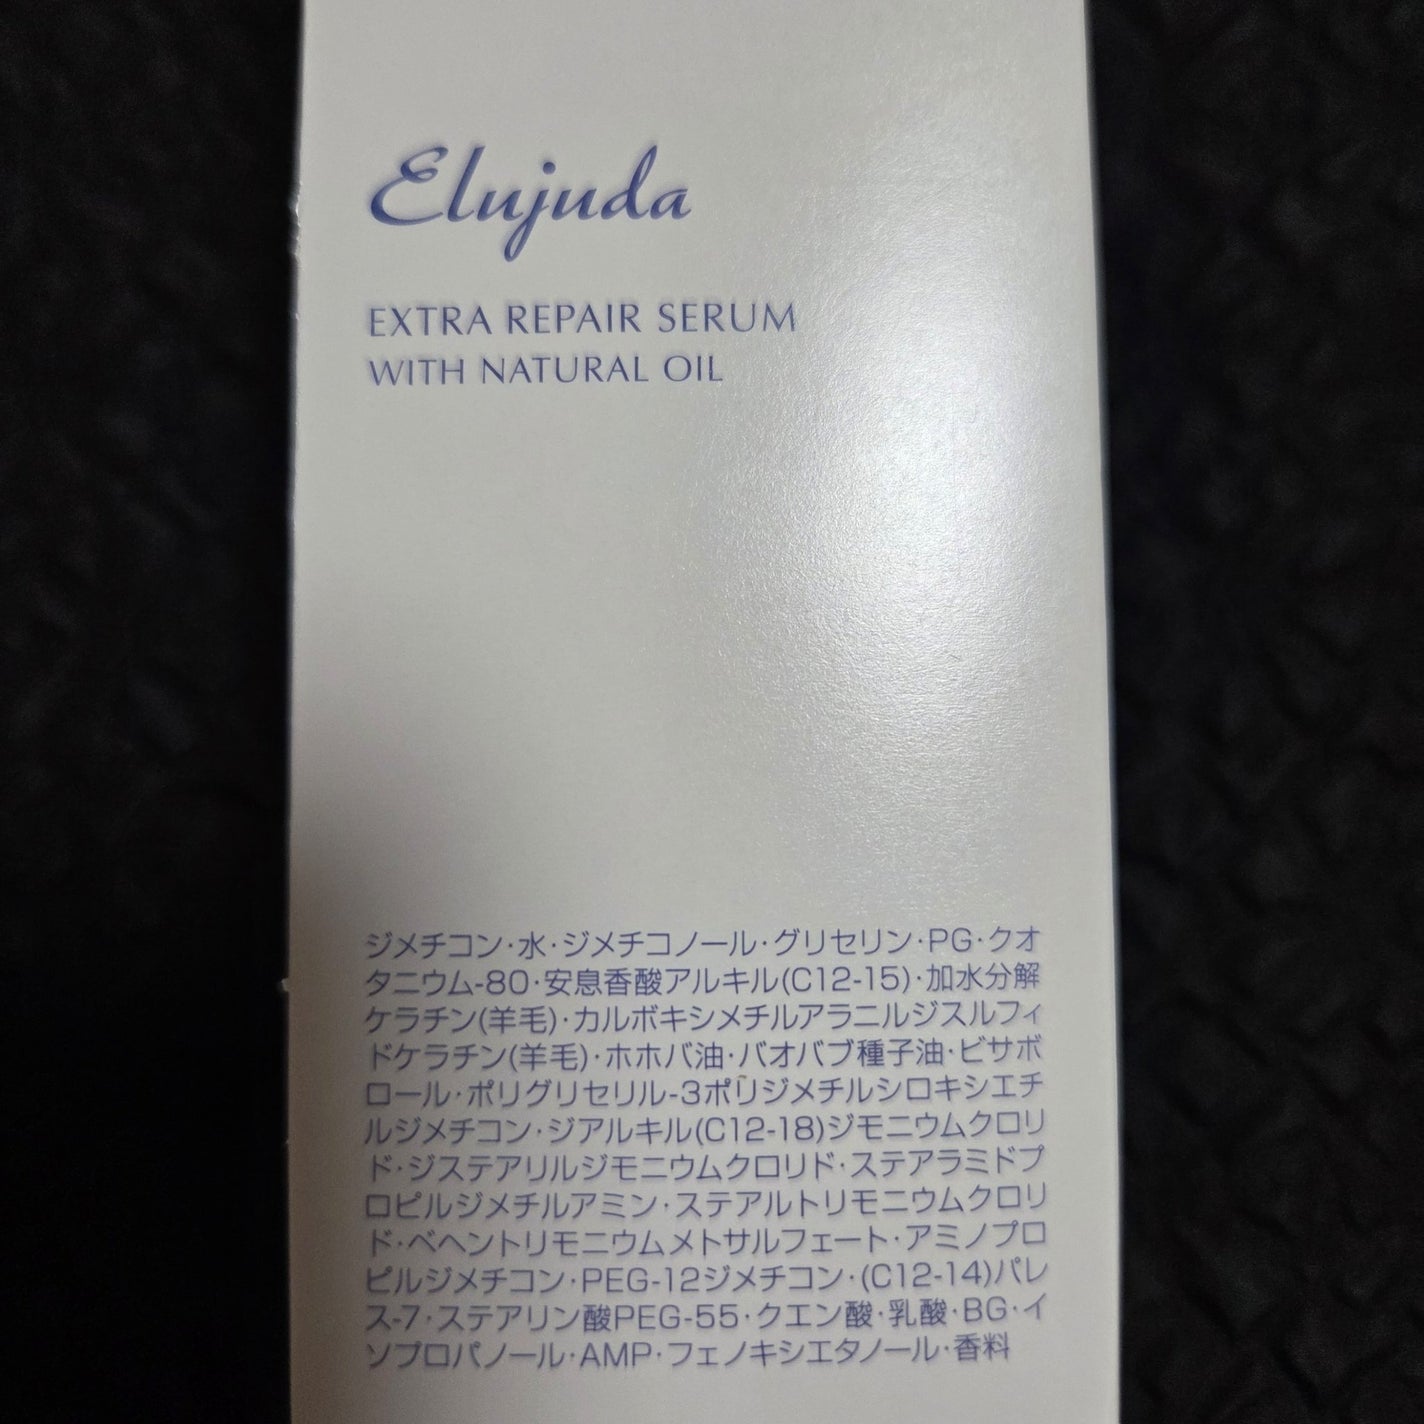 Elujuda
EXTRA REPAIR SERUM
WITH NATURAL OIL
ジメチコン･水･ジメチコノール･グリセリン･PG･クオ
タニウム-80･安息香酸アルキル(C12-15)･加水分解
ケラチン(羊毛)･カルボキシメチルアラニルジスルフィ
ドケラチン(羊毛)･ホホバ油･バオバブ種子油･ビサボ
ロール･ポリグリセリル-3ポリジメチルシロキシエチ
ルジメチコン･ジアルキル(C12-18)ジモニウムクロリ
ド･ジステアリルジモニウムクロリド･ステアラミドプ
ロピルジメチルアミン･ステアルトリモニウムクロリ
ド･ベヘントリモニウムメトサルフェート･アミノプロ
ピルジメチコン･PEG-12ジメチコン･(C12-14)パレ
ス-7･ステアリン酸PEG-55･クエン酸･乳酸･BG･イ
ソプロパノール･AMP･フェノキシエタノール･香料